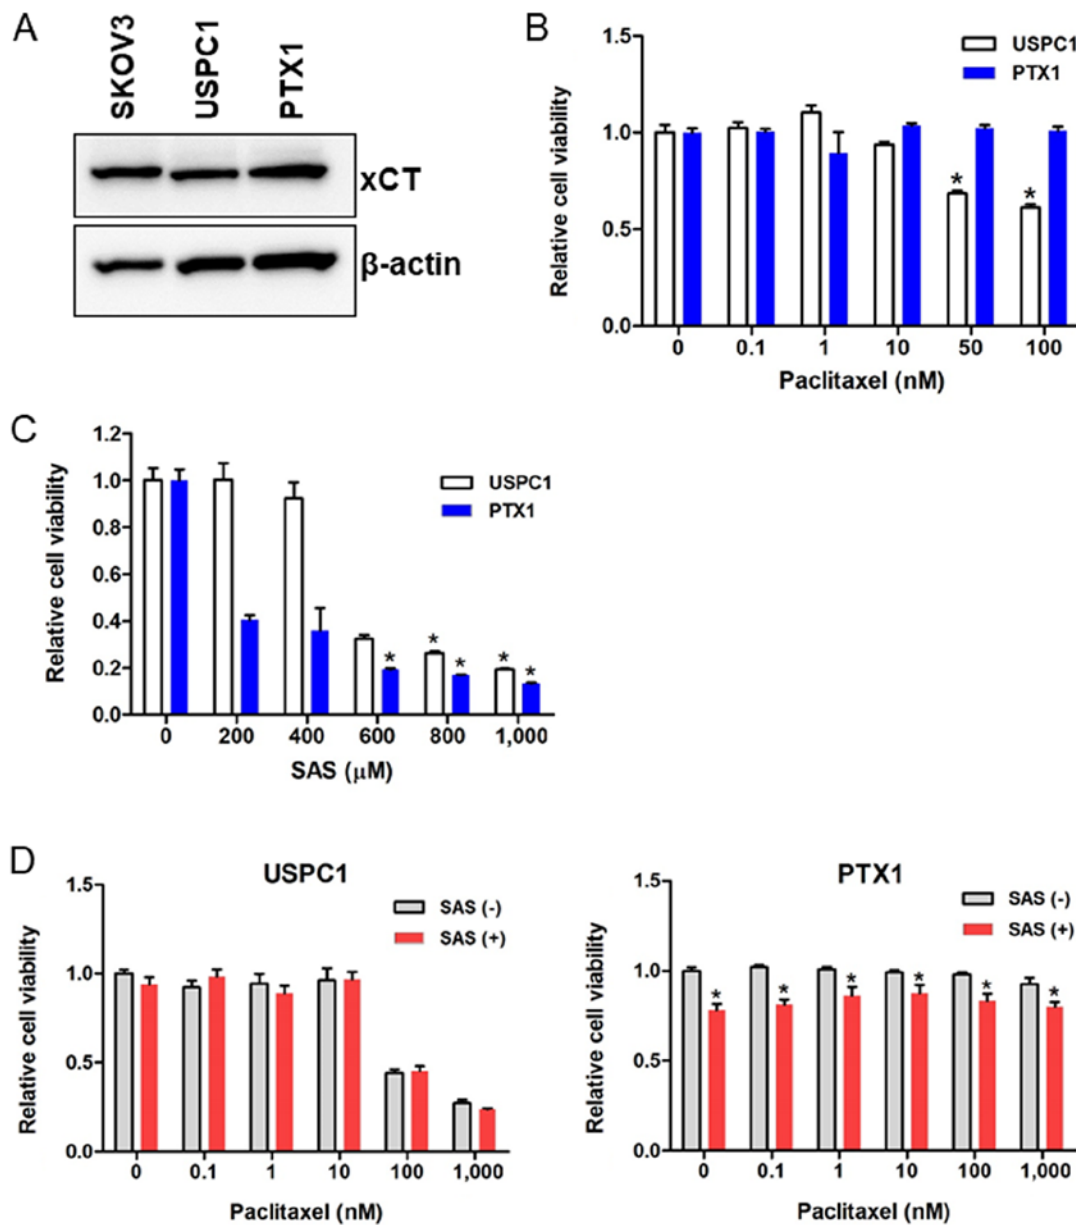 A
SKOV3
USPC1
PTX1
xCT
β-actin
B
USPC1
PTX1
Relative cell viability
1.5
1.0
0.5
0.0
0 0.1 1 10 50 100
* *
Paclitaxel (nM)
C
USPC1
PTX1
Relative cell viability
1.2
1.0
0.8
0.6
0.4
0.2
0.0
* * * * *
0 200 400 600 800 1,000
SAS (μM)
D
USPC1
SAS (-)
SAS (+)
Relative cell viability
1.5
1.0
0.5
0.0
0 0.1 1 10 100 1,000
Paclitaxel (nM)
PTX1
SAS (-)
SAS (+)
Relative cell viability
1.5
1.0
0.5
0.0
* * * * * *
0 0.1 1 10 100 1,000
Paclitaxel (nM)